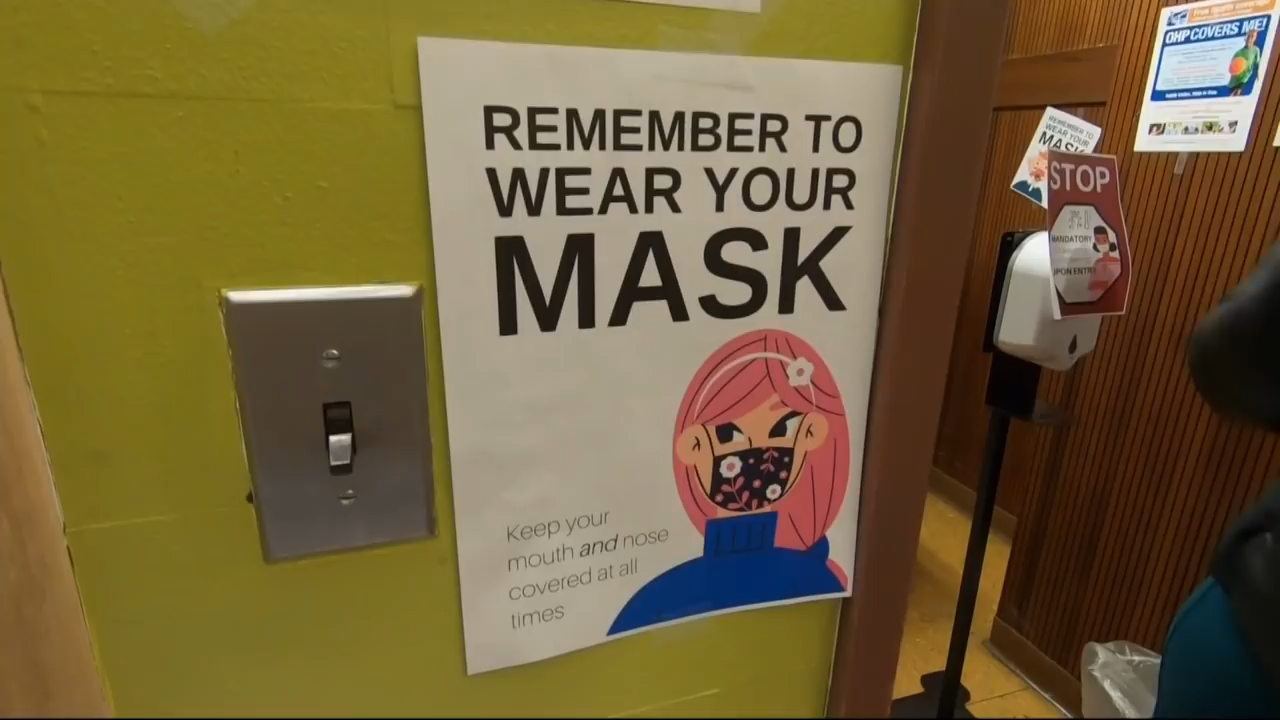 REMEMBER TO
WEAR YOUR
MASK
Keep your
mouth and nose
covered at all
times
REMEMBER TO
WEAR YOUR
MASK
STOP
MANDATORY
UPON ENTRY
OHP COVERS ME!